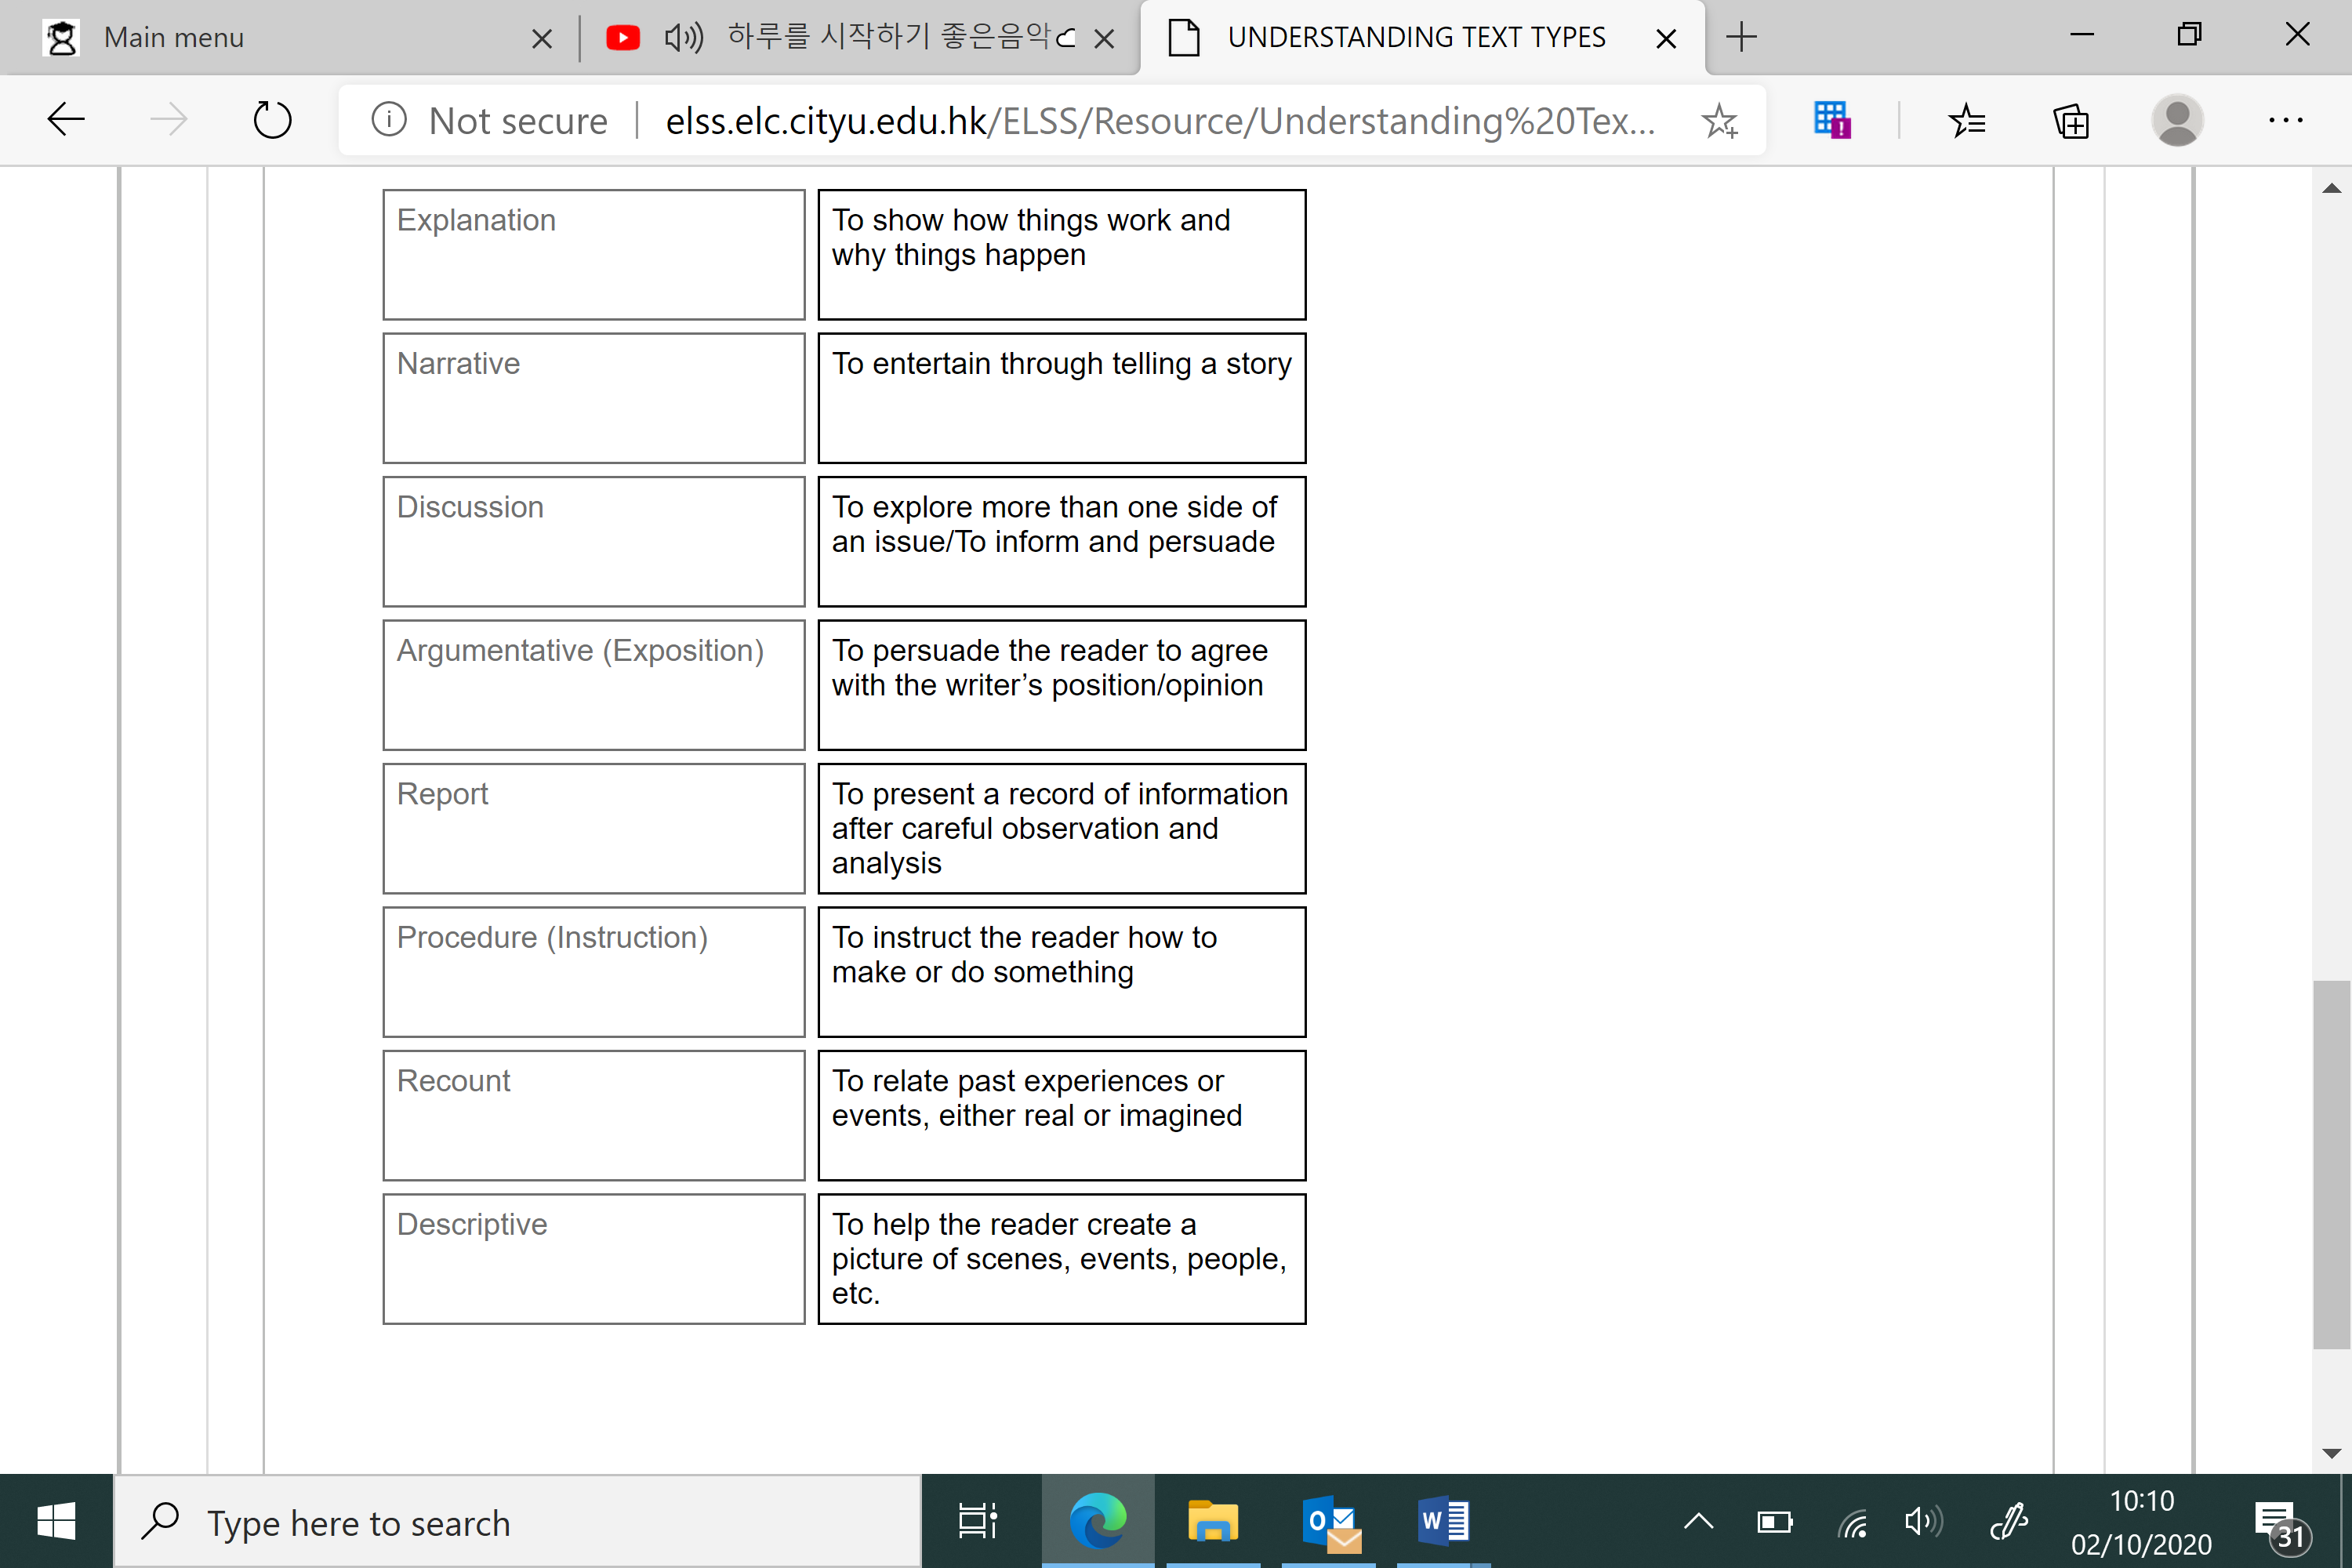 Main menu
하루를 시작하기 좋은음악
UNDERSTANDING TEXT TYPES
Not secure
elss.elc.cityu.edu.hk/ELSS/Resource/Understanding%20Tex...
Explanation
To show how things work and
why things happen
Narrative
To entertain through telling a story
Discussion
To explore more than one side of
an issue/To inform and persuade
Argumentative (Exposition)
To persuade the reader to agree
with the writer’s position/opinion
Report
To present a record of information
after careful observation and
analysis
Procedure (Instruction)
To instruct the reader how to
make or do something
Recount
To relate past experiences or
events, either real or imagined
Descriptive
To help the reader create a
picture of scenes, events, people,
etc.
Type here to search
10:10
02/10/2020
31